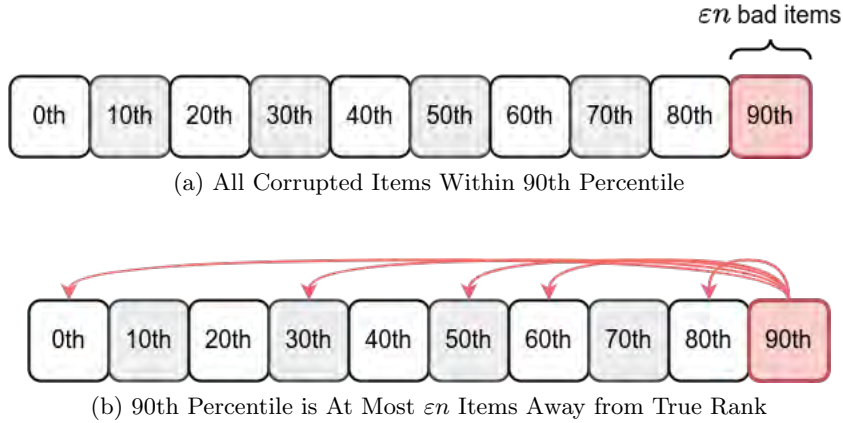 εn bad items
0th 10th 20th 30th 40th 50th 60th 70th 80th 90th
(a) All Corrupted Items Within 90th Percentile
0th 10th 20th 30th 40th 50th 60th 70th 80th 90th
(b) 90th Percentile is At Most εn Items Away from True Rank